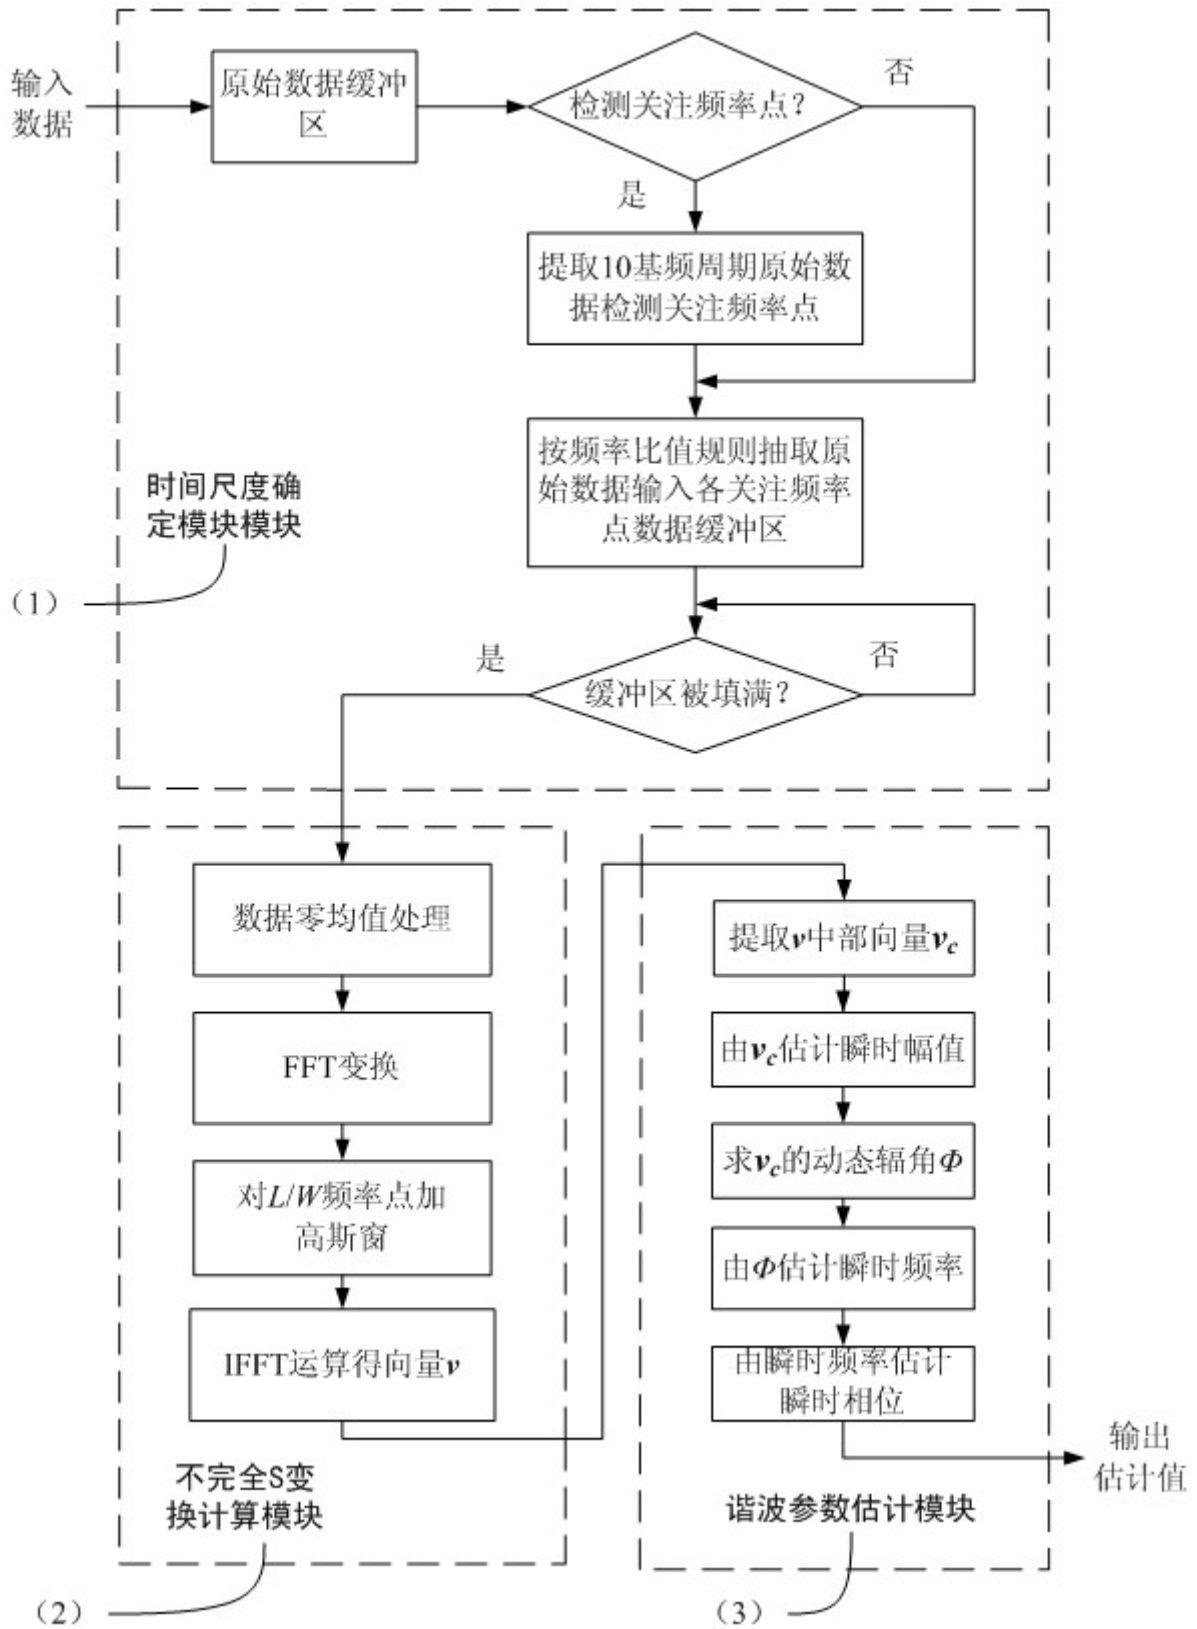 输入
数据
原始数据缓冲
区
检测关注频率点？
否
是
提取10基频周期原始数
据检测关注频率点
按频率比值规则抽取原
始数据输入各关注频率
点数据缓冲区
时间尺度确
定模块模块
（1）
是
缓冲区被填满？
否
数据零均值处理
FFT变换
对L/W频率点加
高斯窗
IFFT运算得向量v
不完全S变
换计算模块
（2）
提取v中部向量vc
由vc估计瞬时幅值
求vc的动态辐角Φ
由Φ估计瞬时频率
由瞬时频率估计
瞬时相位
输出
估计值
谐波参数估计模块
（3）